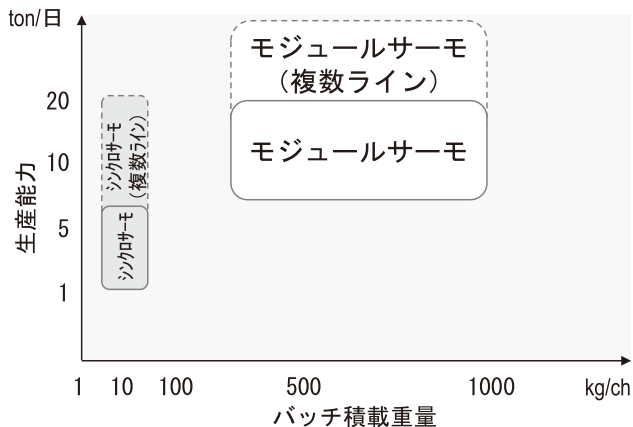 ton/日
モジュールサーモ
（複数ライン）
20
シンクロサーモ
（複数ライン）
モジュールサーモ
10
生産能力
5
シンクロサーモ
1
1 10 100 500 1000 kg/ch
バッチ積載重量